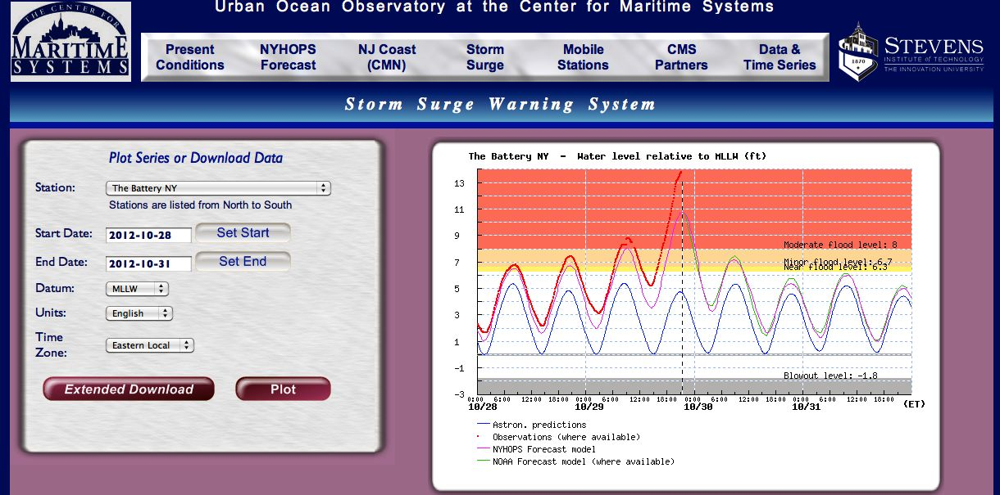 Urban Ocean Observatory at the Center for Maritime Systems
THE CENTER FOR
MARITIME
SYSTEMS
Present Conditions
NYHOPS Forecast
NJ Coast (CMN)
Storm Surge
Mobile Stations
CMS Partners
Data & Time Series
1870
STEVENS
INSTITUTE of TECHNOLOGY
THE INNOVATION UNIVERSITY
Storm Surge Warning System
Plot Series or Download Data
Station: The Battery NY
Stations are listed from North to South
Start Date: 2012-10-28 Set Start
End Date: 2012-10-31 Set End
Datum: MLLW
Units: English
Time Zone: Eastern Local
Extended Download Plot
The Battery NY - Water level relative to MLLW (ft)
13
11
9
7
5
3
1
-1
-3
Moderate flood level: 8
Minor flood level: 6.7
Near flood level: 6.3
Blowout level: -1.8
0:00 6:00 12:00 18:00 0:00 6:00 12:00 18:00 0:00 6:00 12:00 18:00 0:00 6:00 12:00 18:00
10/28 10/29 10/30 10/31 (ET)
Astron. predictions
Observations (where available)
NYHOPS Forecast model
NOAA Forecast model (where available)